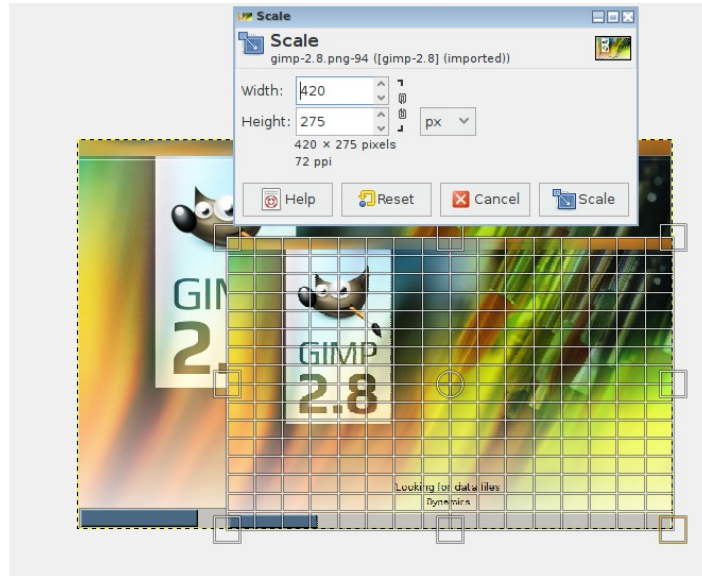 Scale
Scale
gimp-2.8.png-94 ([gimp-2.8] (imported))
Width: 420
Height: 275 px
420 × 275 pixels
72 ppi
Help Reset Cancel Scale
GIMP
2.8
Looking for data files
Dynamics